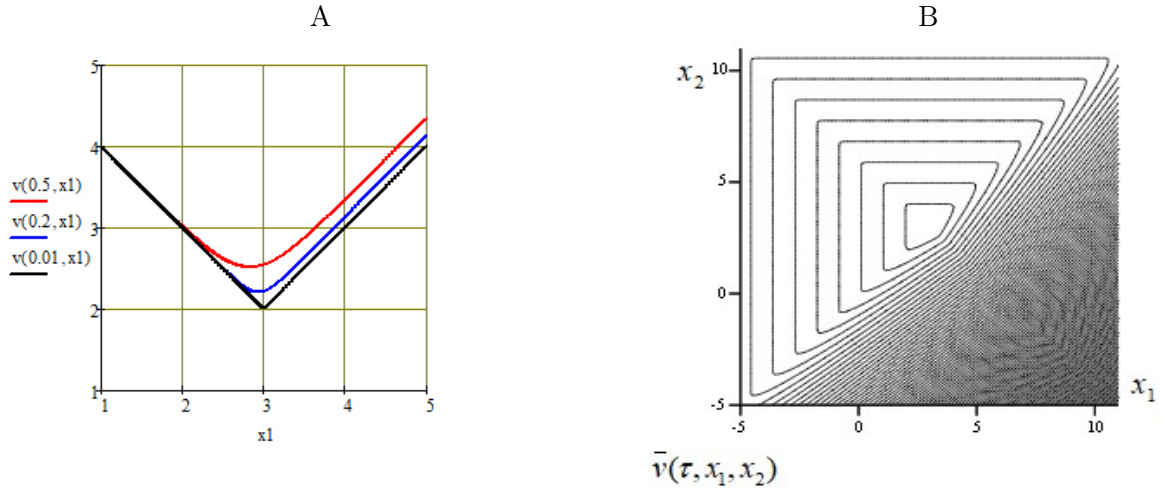 A
5
4
3
2
1
v(0.5,x1)
v(0.2,x1)
v(0.01,x1)
1 2 3 4 5
x1
B
x₂
10
5
0
-5
-5 0 5 10
x₁
v̄(τ,x₁,x₂)